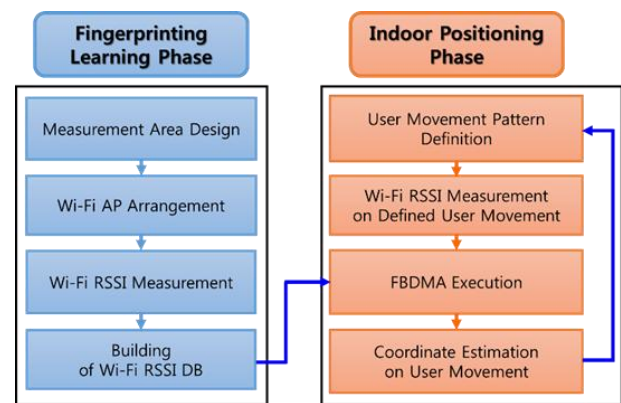 Fingerprinting
Learning Phase
Measurement Area Design
Wi-Fi AP Arrangement
Wi-Fi RSSI Measurement
Building
of Wi-Fi RSSI DB
Indoor Positioning
Phase
User Movement Pattern
Definition
Wi-Fi RSSI Measurement
on Defined User Movement
FBDMA Execution
Coordinate Estimation
on User Movement